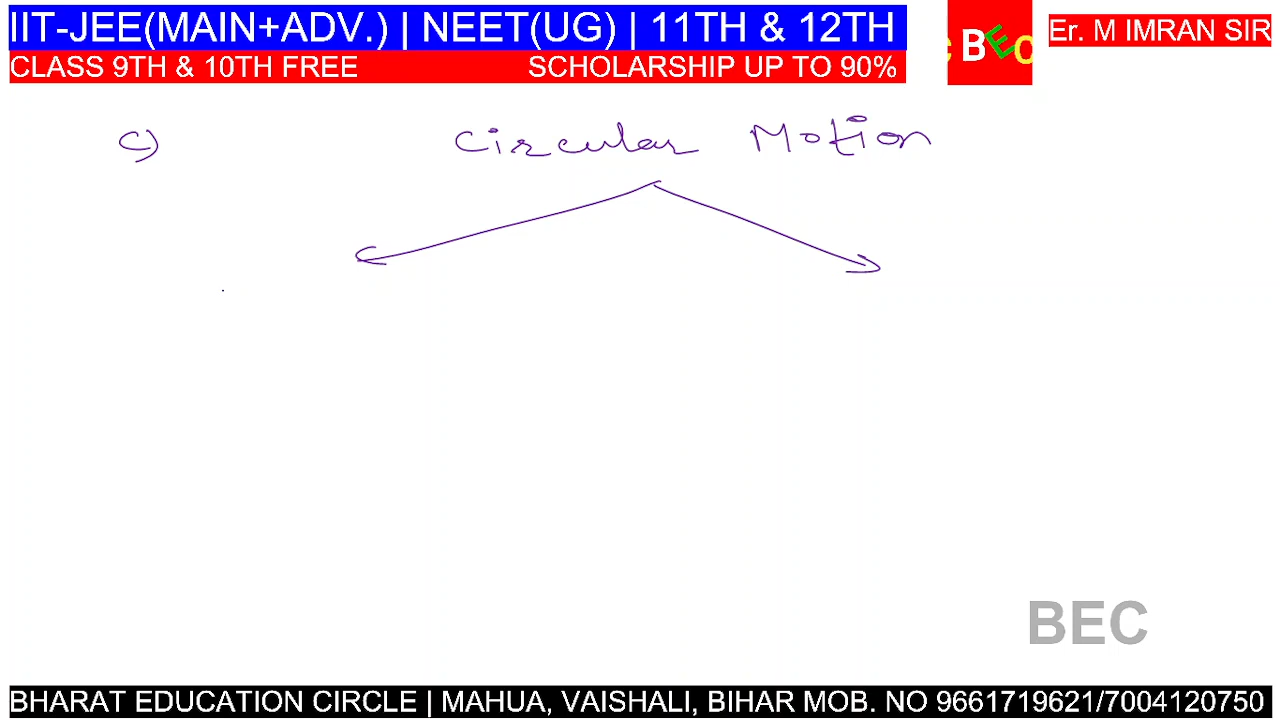 IIT-JEE(MAIN+ADV.) | NEET(UG) | 11TH & 12TH
CLASS 9TH & 10TH FREE SCHOLARSHIP UP TO 90%
C BEC
Er. M IMRAN SIR
C) Circular Motion
BEC
BHARAT EDUCATION CIRCLE | MAHUA, VAISHALI, BIHAR MOB. NO 9661719621/7004120750